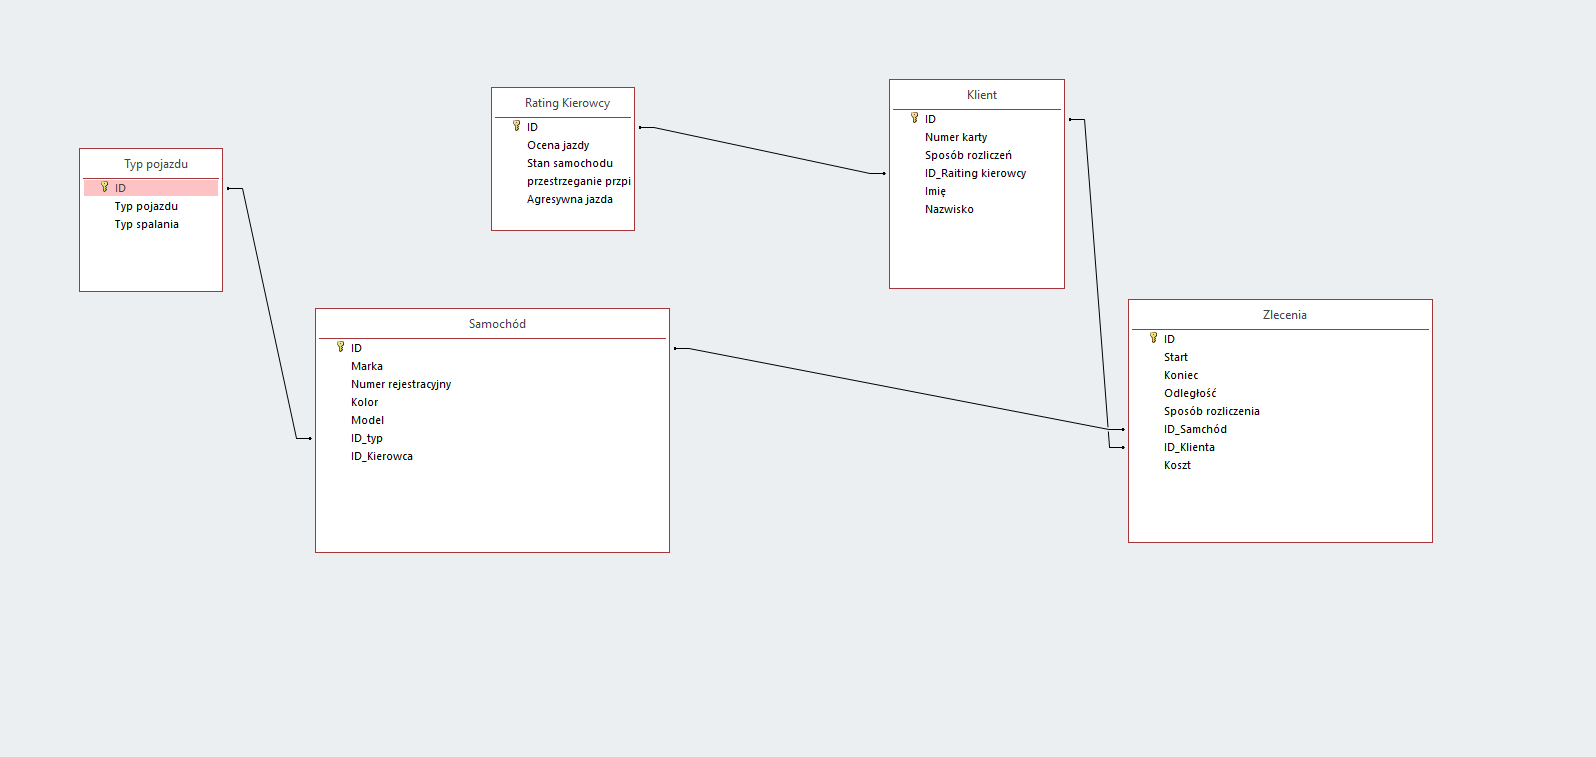 Typ pojazdu
ID
Typ pojazdu
Typ spalania
Rating Kierowcy
ID
Ocena jazdy
Stan samochodu
przestrzeganie przpi
Agresywna jazda
Klient
ID
Numer karty
Sposób rozliczeń
ID_Raiting kierowcy
Imię
Nazwisko
Samochód
ID
Marka
Numer rejestracyjny
Kolor
Model
ID_typ
ID_Kierowca
Zlecenia
ID
Start
Koniec
Odległość
Sposób rozliczenia
ID_Samchód
ID_Klienta
Koszt